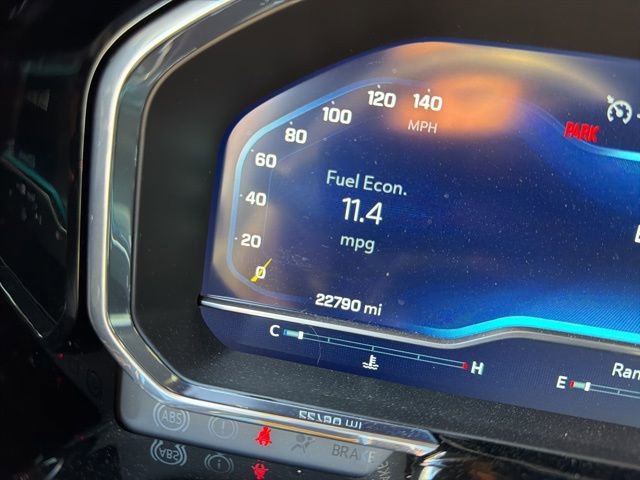 140
120
100
80
60
40
20
0
MPH
PARK
Fuel Econ.
11.4
mpg
22790 mi
C H
E
Ran
ABS
BRAKE